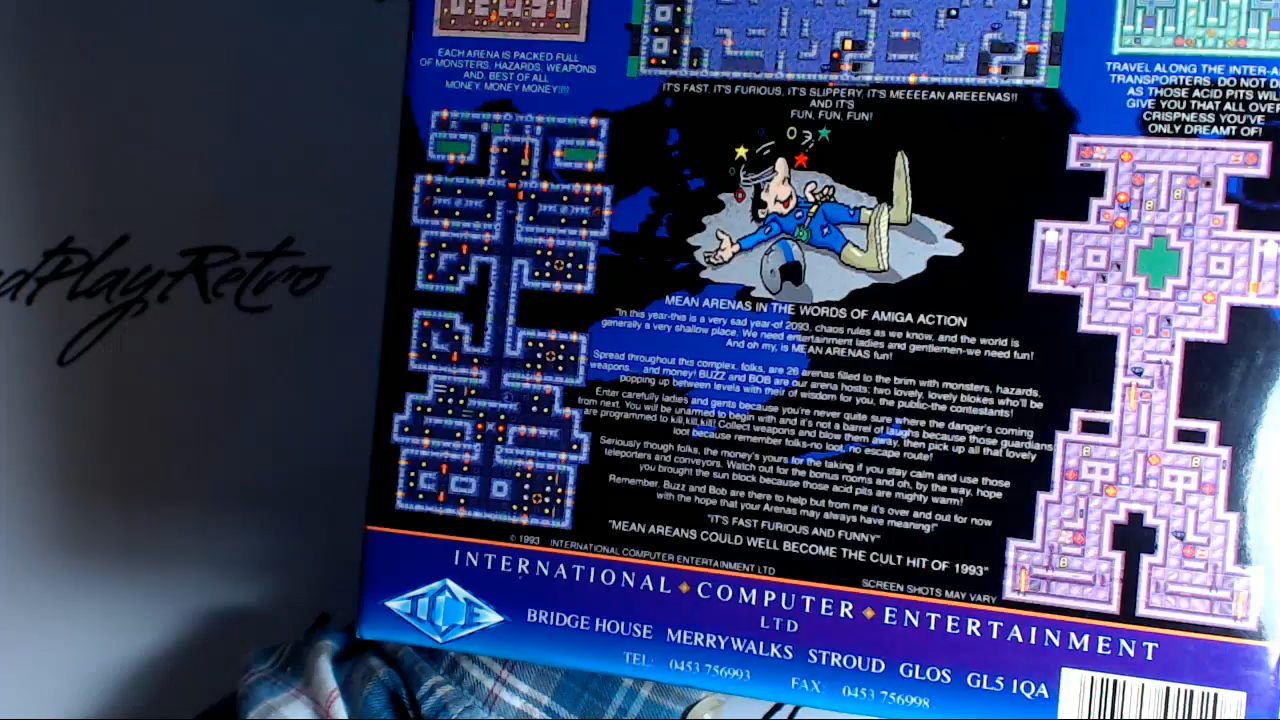 EACH ARENA IS PACKED FULL
OF MONSTERS, HAZARDS, WEAPONS
AND, BEST OF ALL
MONEY, MONEY MONEY!!!!!
IT'S FAST, IT'S FURIOUS, IT'S SLIPPERY, IT'S MEEEEAN AREEENAS!!
AND IT'S
FUN, FUN, FUN!
TRAVEL ALONG THE INTER-A
TRANSPORTERS. DO NOT D
AS THOSE ACID PITS WIL
GIVE YOU THAT ALL OVER
CRISPNESS YOU'VE
ONLY DREAMT OF!
dPlayRetro
MEAN ARENAS IN THE WORDS OF AMIGA ACTION
"In this year-this is a very sad year-of 2093, chaos rules as we know, and the world is
generally a very shallow place. We need entertainment ladies and gentlemen-we need fun!
And oh my, is MEAN ARENAS fun!
Spread throughout this complex, folks, are 26 arenas filled to the brim with monsters, hazards,
weapons... and money! BUZZ and BOB are our arena hosts; two lovely, lovely blokes who'll be
popping up between levels with their of wisdom for you, the public-the contestants!
Enter carefully ladies and gents because you're never quite sure where the danger's coming
from next. You will be unarmed to begin with and it's not a barrel of laughs because those guardians
are programmed to kill,kill,kill! Collect weapons and blow them away, then pick up all that lovely
loot because remember folks-no loot, no escape route!
Seriously though folks, the money's yours for the taking if you stay calm and use those
teleporters and conveyors. Watch out for the bonus rooms and oh, by the way, hope
you brought the sun block because those acid pits are mighty warm!
Remember, Buzz and Bob are there to help but from me it's over and out for now
with the hope that your Arenas may always have meaning!"
"IT'S FAST FURIOUS AND FUNNY"
"MEAN AREANS COULD WELL BECOME THE CULT HIT OF 1993"
© 1993 INTERNATIONAL COMPUTER ENTERTAINMENT LTD
SCREEN SHOTS MAY VARY
INTERNATIONAL COMPUTER ENTERTAINMENT
LTD
ICE
BRIDGE HOUSE MERRYWALKS STROUD GLOS GL5 1QA
TEL: 0453 756993 FAX: 0453 756998